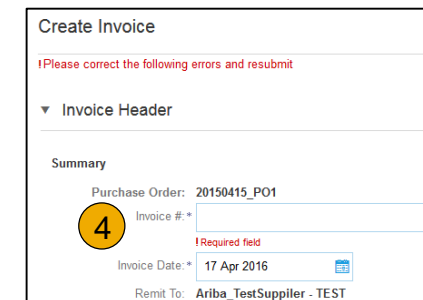 Create Invoice
!Please correct the following errors and resubmit
▼ Invoice Header
Summary
Purchase Order: 20150415_PO1
4
Invoice #:*
!Required field
Invoice Date:* 17 Apr 2016
Remit To: Ariba_TestSuppiler - TEST